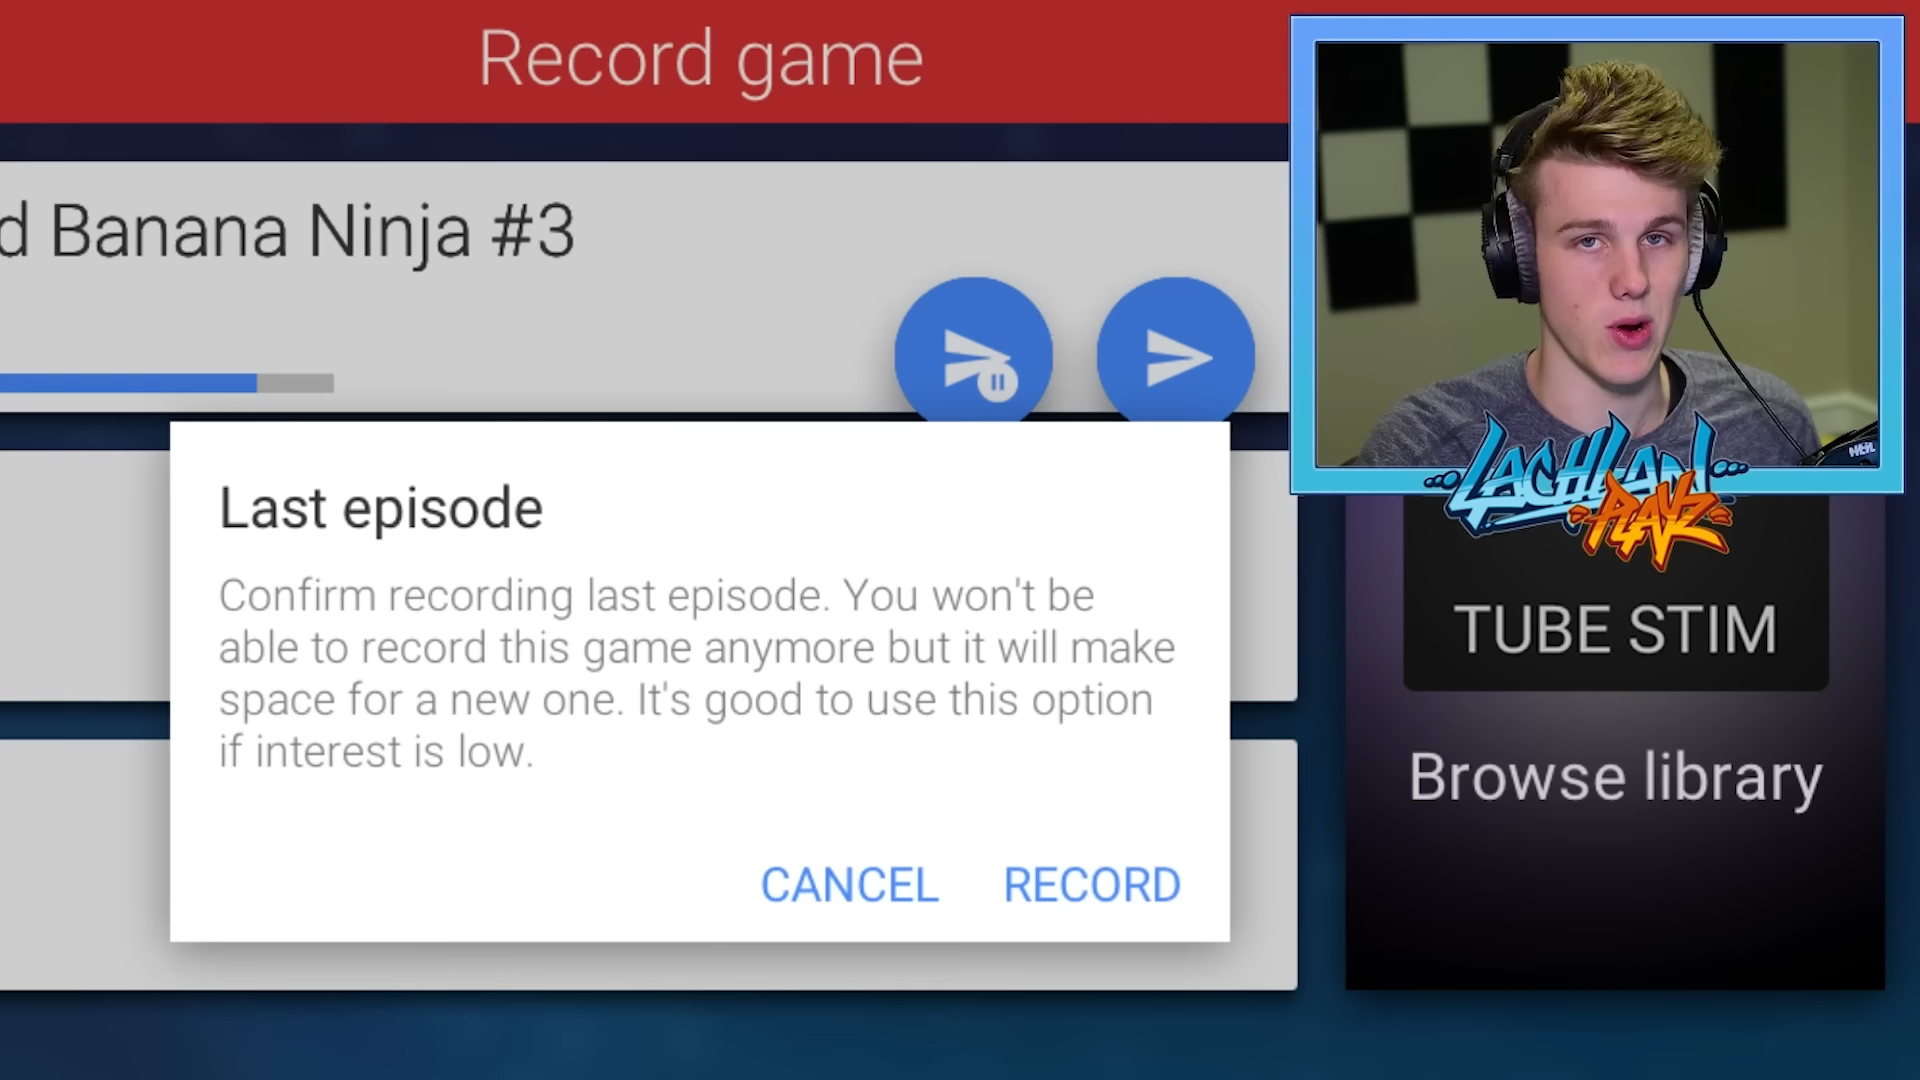 Record game
d Banana Ninja #3
LACHLAN
PLAYZ
Last episode
Confirm recording last episode. You won't be
able to record this game anymore but it will make
space for a new one. It's good to use this option
if interest is low.
CANCEL RECORD
TUBE STIM
Browse library